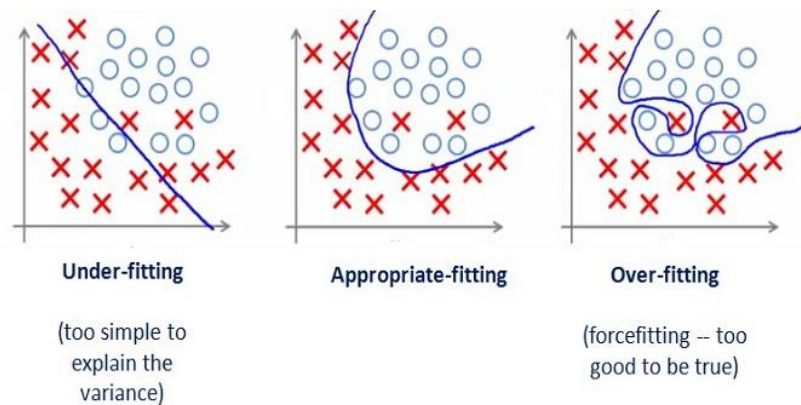 Under-fitting
(too simple to
explain the
variance)
Appropriate-fitting
Over-fitting
(forcefitting -- too
good to be true)